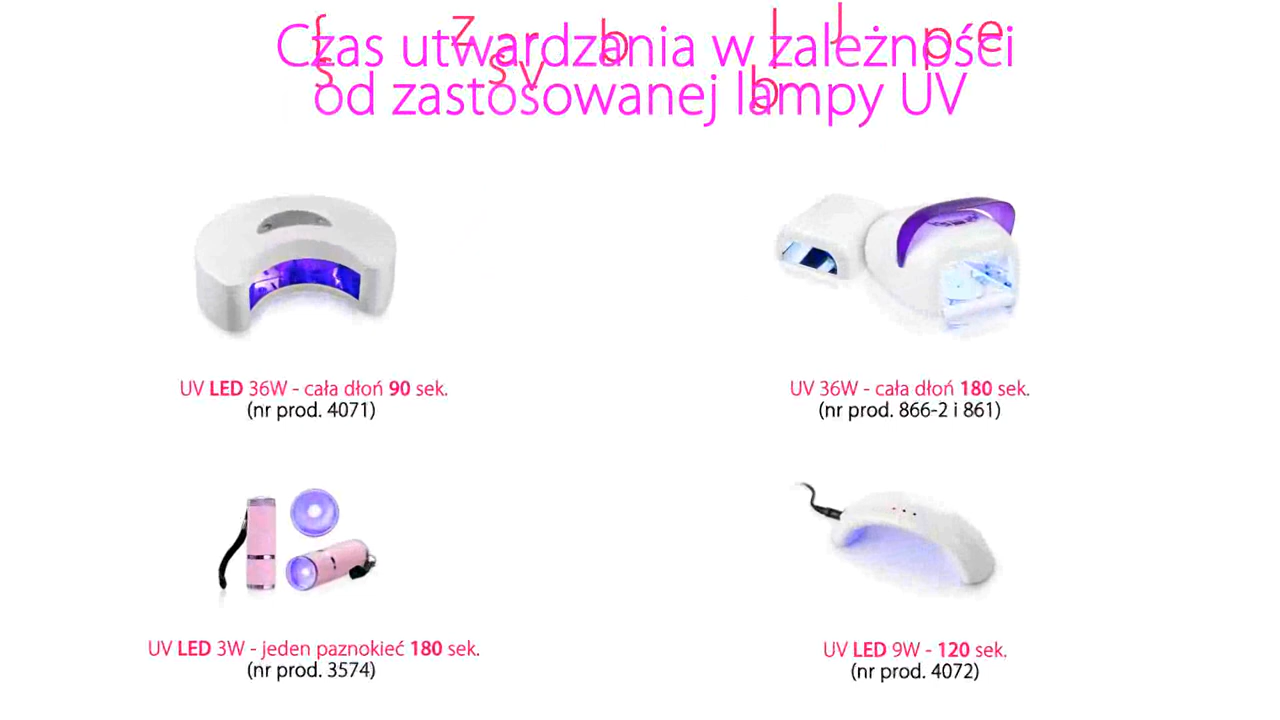 Czas utwardzania w zależności
od zastosowanej lampy UV
UV LED 36W - cała dłoń 90 sek.
(nr prod. 4071)
UV 36W - cała dłoń 180 sek.
(nr prod. 866-2 i 861)
UV LED 3W - jeden paznokieć 180 sek.
(nr prod. 3574)
UV LED 9W - 120 sek.
(nr prod. 4072)